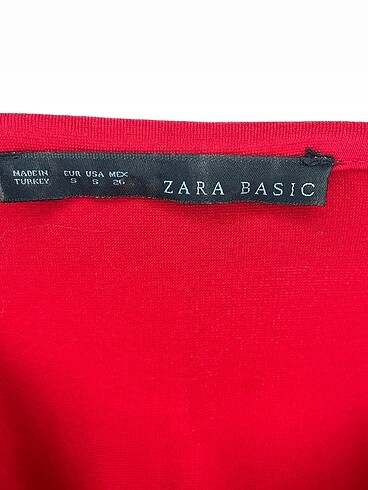 MADE IN EUR USA MEX
TURKEY S S 26
ZARA BASIC